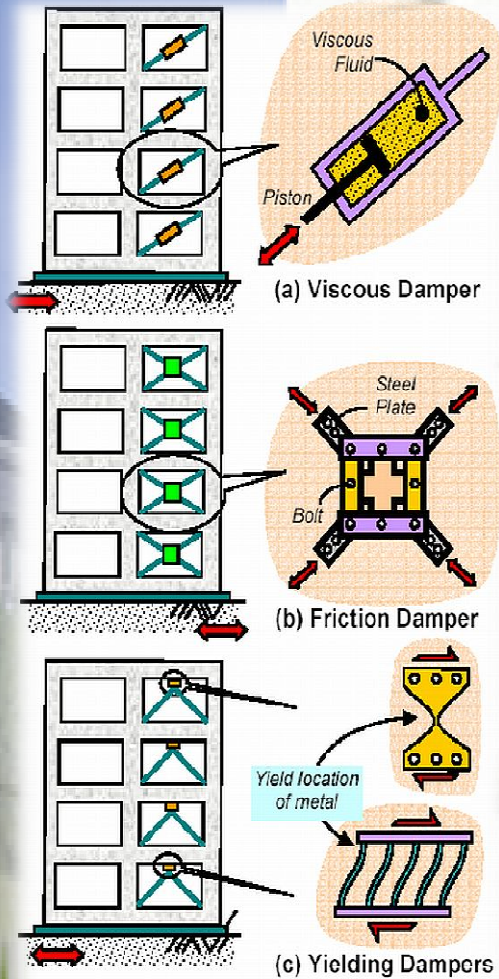 Viscous
Fluid
Piston
(a) Viscous Damper
Steel
Plate
Bolt
(b) Friction Damper
Yield location
of metal
(c) Yielding Dampers